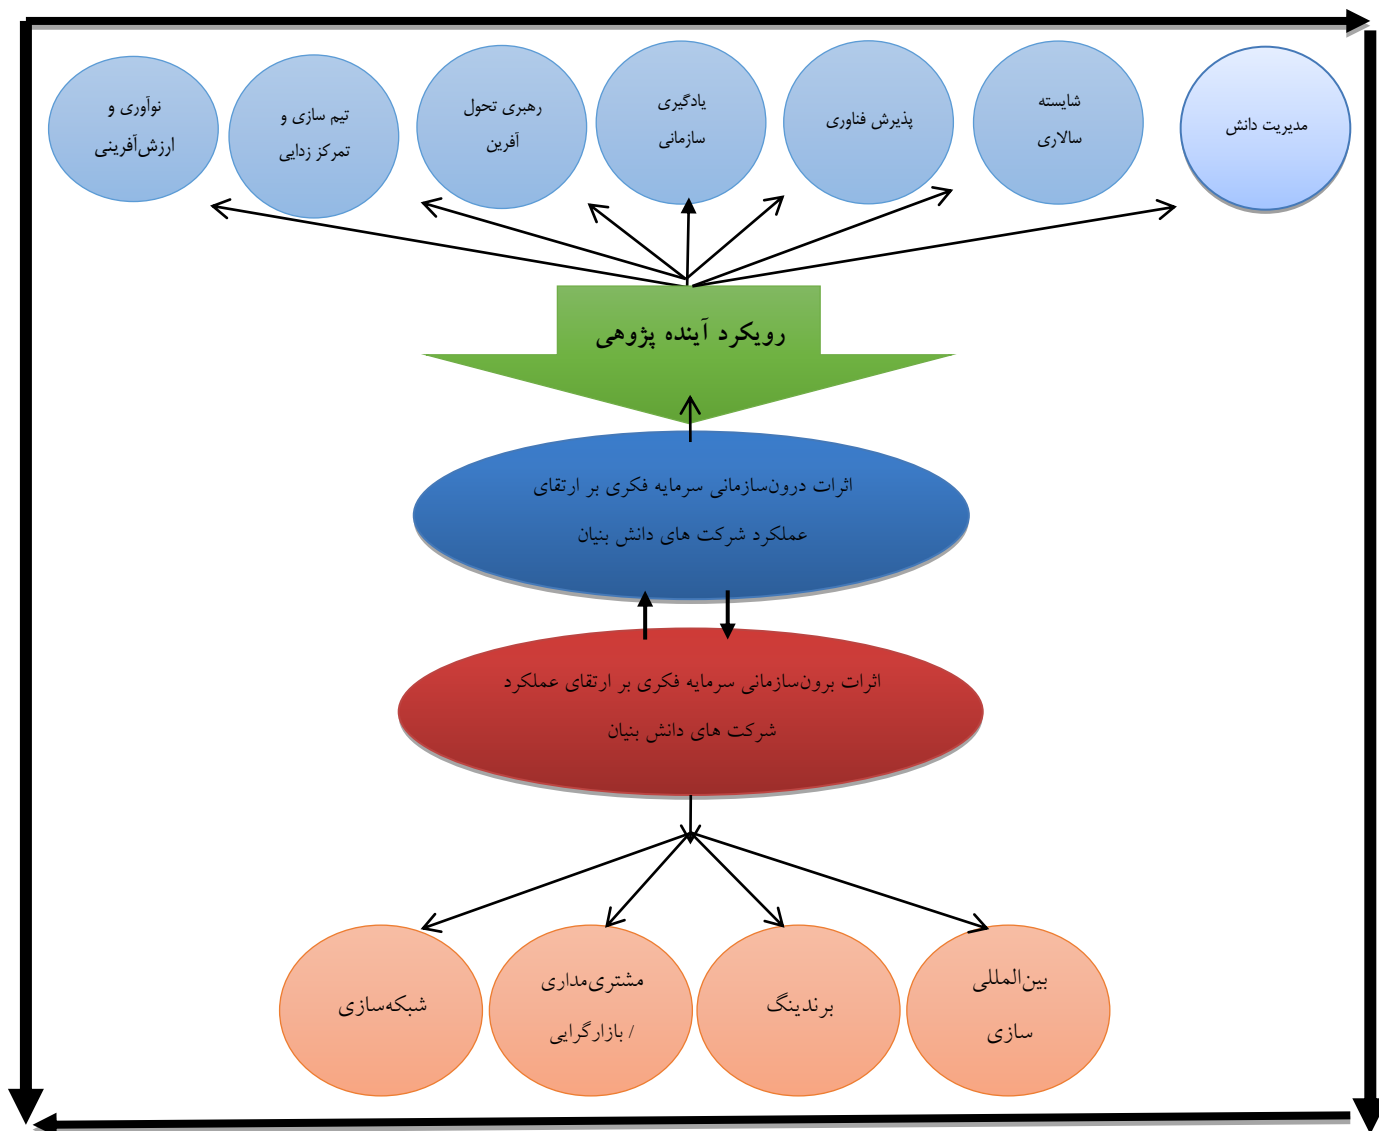 مدیریت دانش
شایسته
سالاری
پذیرش فناوری
یادگیری
سازمانی
رهبری تحول
آفرین
تیم سازی و
تمرکز زدایی
نوآوری و
ارزش‌آفرینی
رویکرد آینده پژوهی
اثرات درون‌سازمانی سرمایه فکری بر ارتقای
عملکرد شرکت های دانش بنیان
اثرات برون‌سازمانی سرمایه فکری بر ارتقای عملکرد
شرکت های دانش بنیان
بین‌المللی
سازی
برندینگ
مشتری‌مداری
/ بازارگرایی
شبکه‌سازی